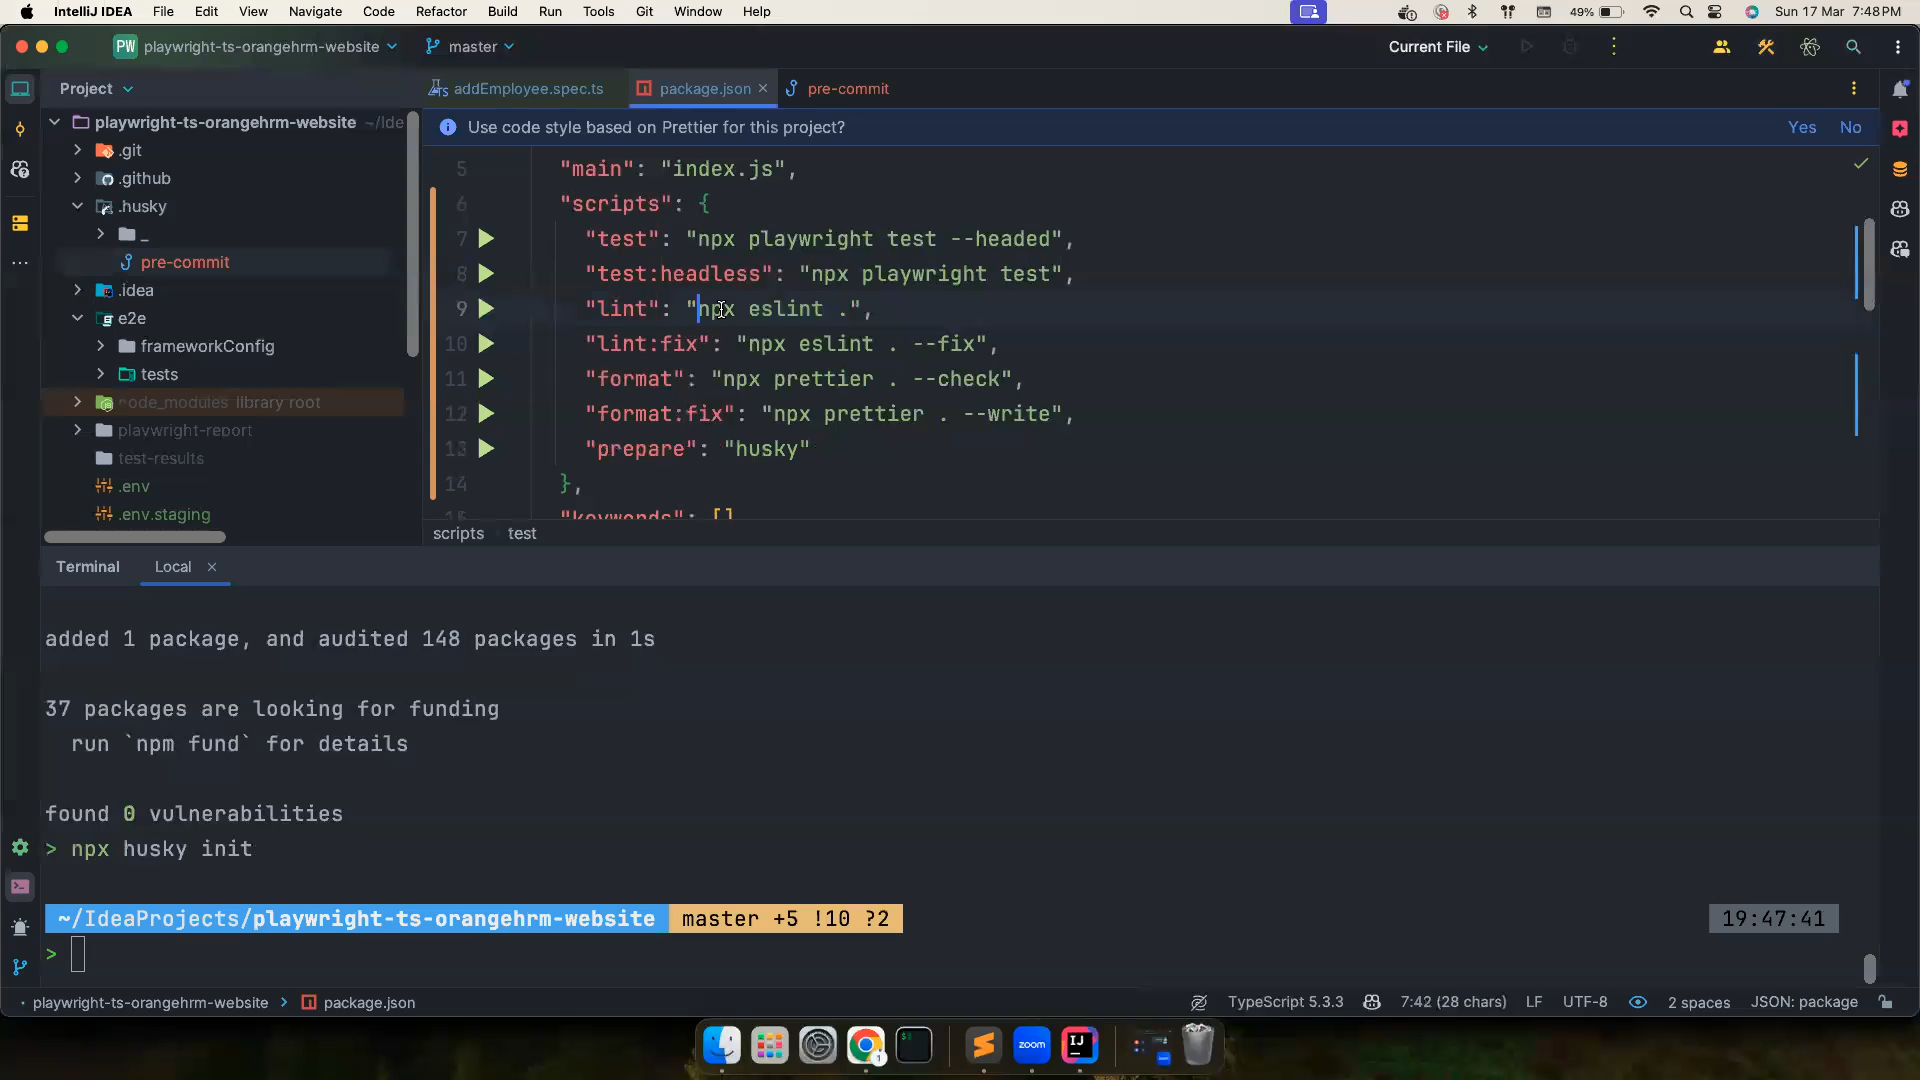 IntelliJ IDEA File Edit View Navigate Code Refactor Build Run Tools Git Window Help 49% Sun 17 Mar 7:48 PM
PW playwright-ts-orangehrm-website master Current File
Project addEmployee.spec.ts package.json pre-commit
playwright-ts-orangehrm-website ~/Ide
.git
.github
.husky
_
pre-commit
.idea
e2e
frameworkConfig
tests
node_modules library root
playwright-report
test-results
.env
.env.staging
Use code style based on Prettier for this project? Yes No
5 "main": "index.js",
6 "scripts": {
7 "test": "npx playwright test --headed",
8 "test:headless": "npx playwright test",
9 "lint": "npx eslint .",
10 "lint:fix": "npx eslint . --fix",
11 "format": "npx prettier . --check",
12 "format:fix": "npx prettier . --write",
13 "prepare": "husky"
14 },
15 "keywords": []
scripts test
Terminal Local
added 1 package, and audited 148 packages in 1s
37 packages are looking for funding
run `npm fund` for details
found 0 vulnerabilities
> npx husky init
~/IdeaProjects/playwright-ts-orangehrm-website master +5 !10 ?2 19:47:41
>
playwright-ts-orangehrm-website > package.json TypeScript 5.3.3 7:42 (28 chars) LF UTF-8 2 spaces JSON: package
zoom IJ